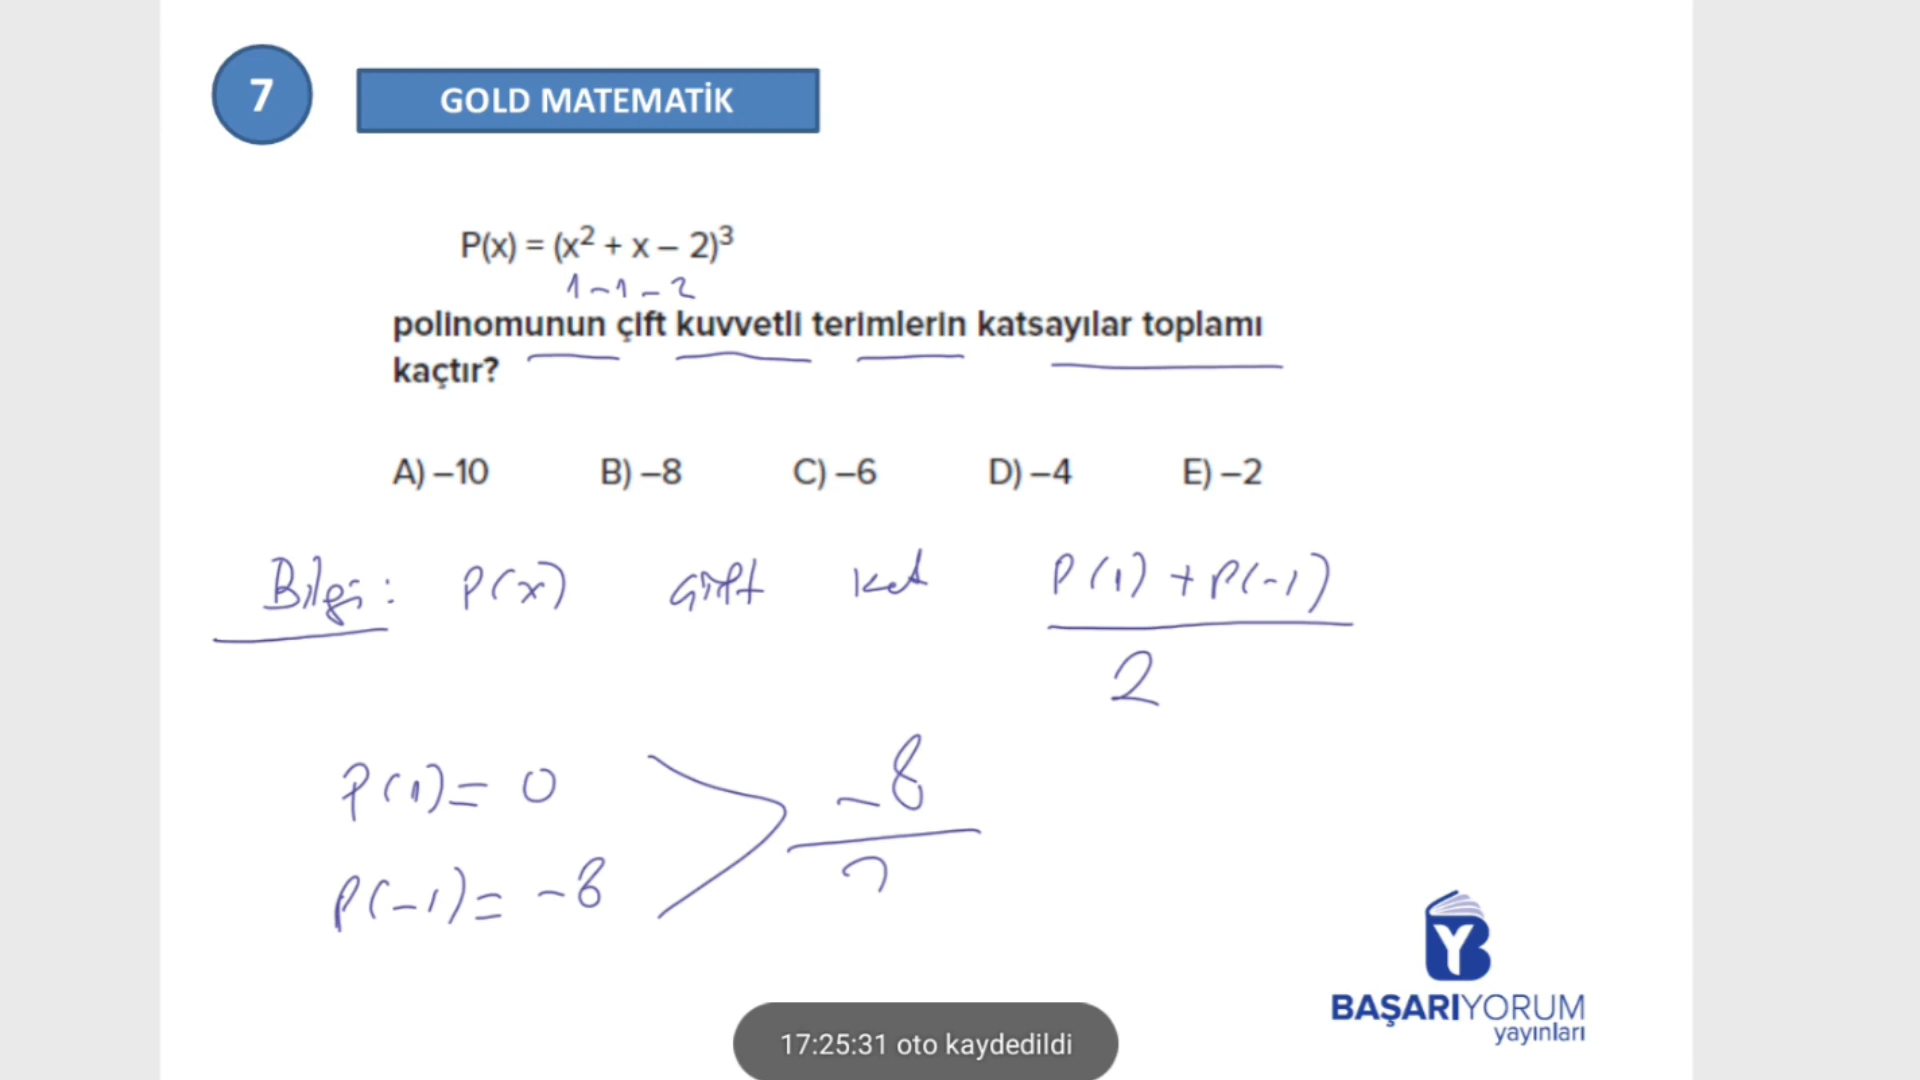 7
GOLD MATEMATİK
P(x) = (x² + x – 2)³
1 - 1 - 2
polinomunun çift kuvvetli terimlerin katsayılar toplamı
kaçtır?
A) –10 B) –8 C) –6 D) –4 E) –2
Bilgi: P(x) çift kat P(1) + P(-1)
2
P(1) = 0
-8
2
P(-1) = -8
BAŞARIYORUM
yayınları
17:25:31 oto kaydedildi